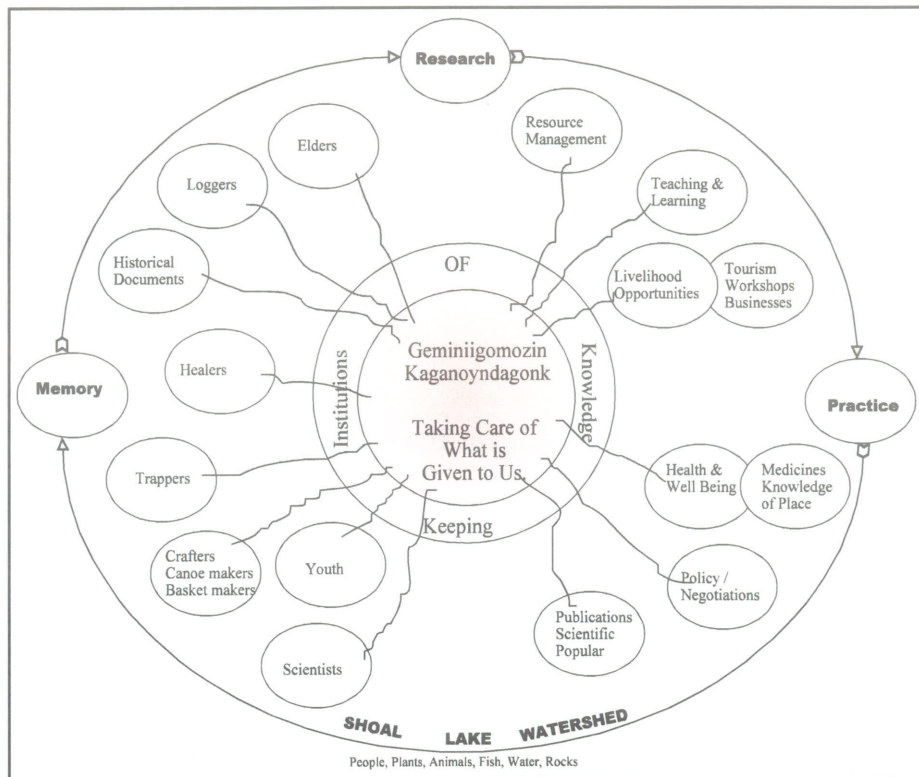 Research
Elders
Resource
Management
Loggers
Teaching &
Learning
Historical
Documents
OF
Livelihood
Opportunities
Tourism
Workshops
Businesses
Geminiigomozin
Kaganoyndagonk
Institutions
Knowledge
Healers
Memory
Practice
Taking Care of
What is
Given to Us.
Trappers
Health &
Well Being
Medicines
Knowledge
of Place
Keeping
Crafters
Canoe makers
Basket makers
Youth
Policy /
Negotiations
Publications
Scientific
Popular
Scientists
SHOAL LAKE WATERSHED
People, Plants, Animals, Fish, Water, Rocks